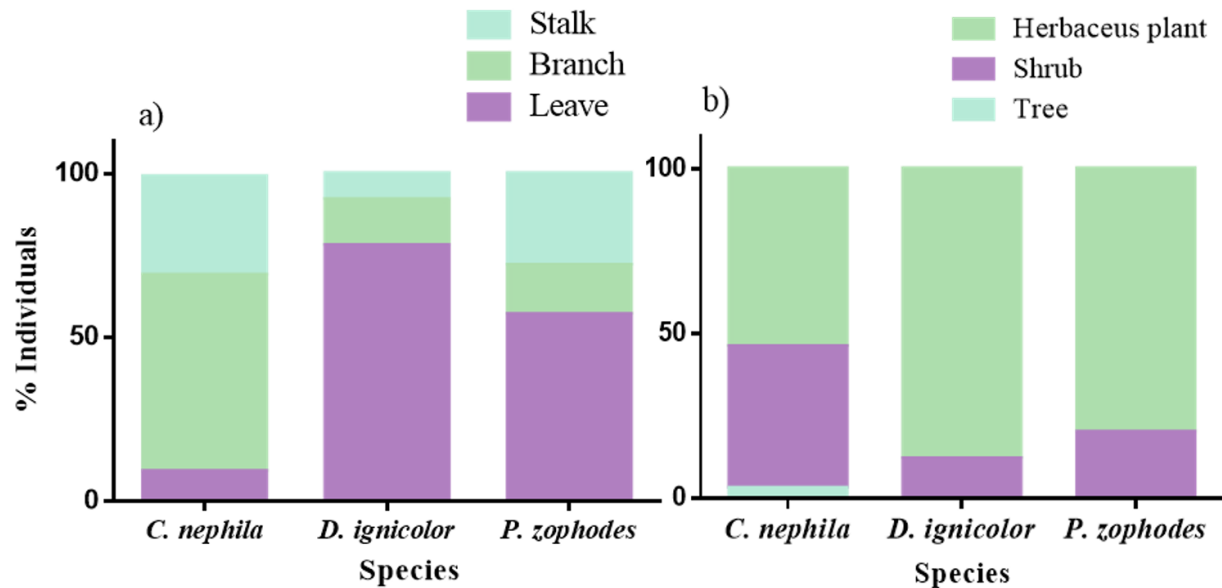 Stalk
Branch
Leave
a)
% Individuals
100
50
0
C. nephila D. ignicolor P. zophodes
Species
Herbaceus plant
Shrub
Tree
b)
100
50
0
C. nephila D. ignicolor P. zophodes
Species